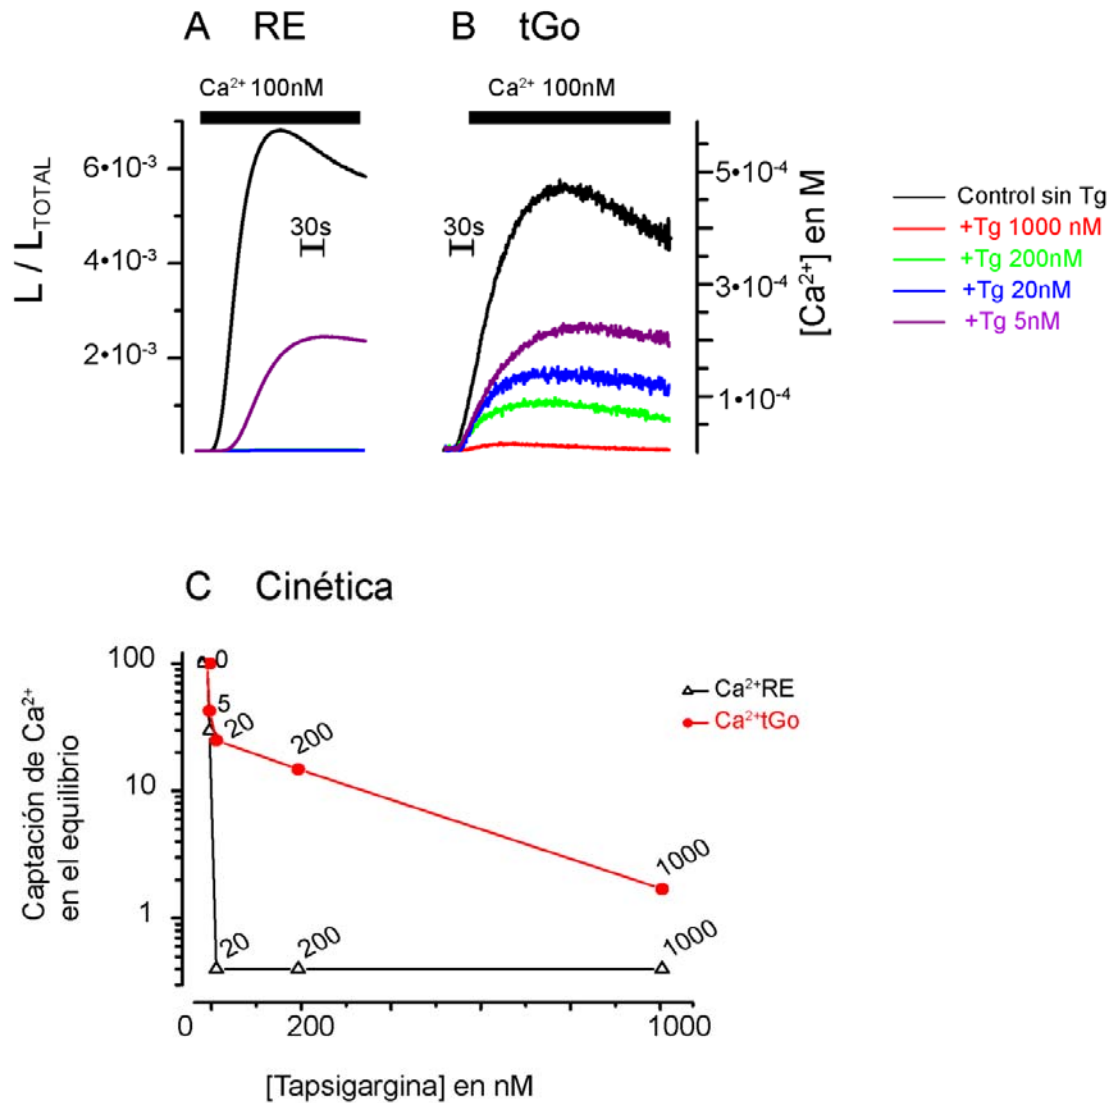 A RE
B tGo
Ca²⁺ 100nM
Ca²⁺ 100nM
L / L_TOTAL
6•10⁻³
4•10⁻³
2•10⁻³
30s
30s
5•10⁻⁴
3•10⁻⁴
1•10⁻⁴
[Ca²⁺] en M
Control sin Tg
+Tg 1000 nM
+Tg 200nM
+Tg 20nM
+Tg 5nM
C Cinética
Captación de Ca²⁺
en el equilibrio
100
10
1
0
5
20
200
1000
20
200
1000
Ca²⁺RE
Ca²⁺tGo
0
200
1000
[Tapsigargina] en nM